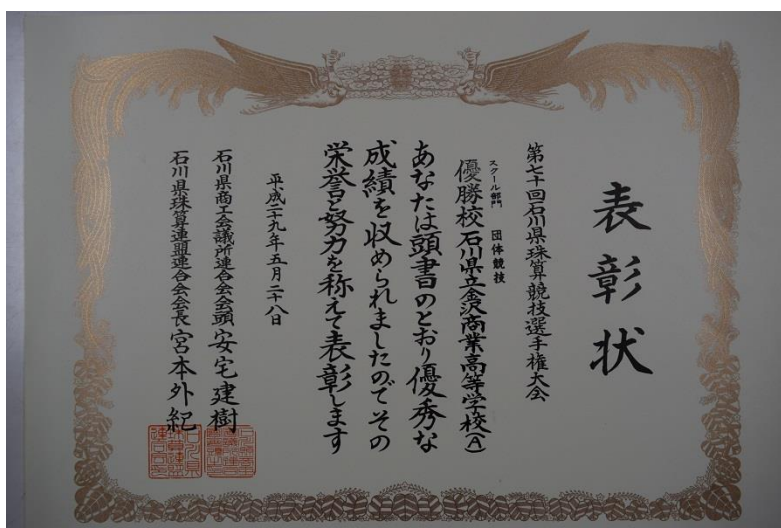 表彰状
第七十回石川県珠算競技選手権大会
スクール部門 団体競技
優勝校 石川県立金沢商業高等学校(A)
あなたは頭書のとおり優秀な
成績を収められましたのでその
栄誉と努力を称えて表彰します
平成二十九年五月二十八日
石川県商工会議所連合会会頭 安宅建樹
石川県珠算連盟連合会会長 宮本外紀